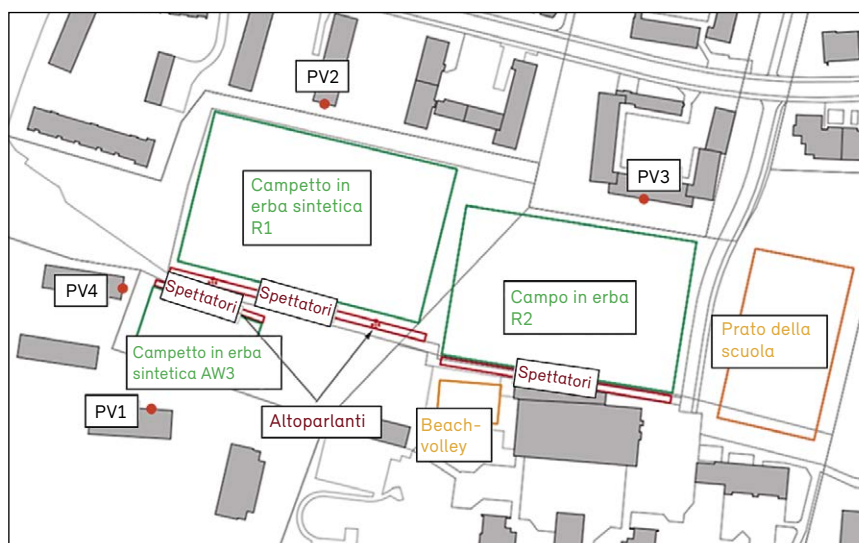 PV2
PV3
Campetto in
erba sintetica
R1
Campo in erba
R2
Prato della
scuola
PV4
Spettatori
Spettatori
Campetto in erba
sintetica AW3
Spettatori
PV1
Altoparlanti
Beach-
volley